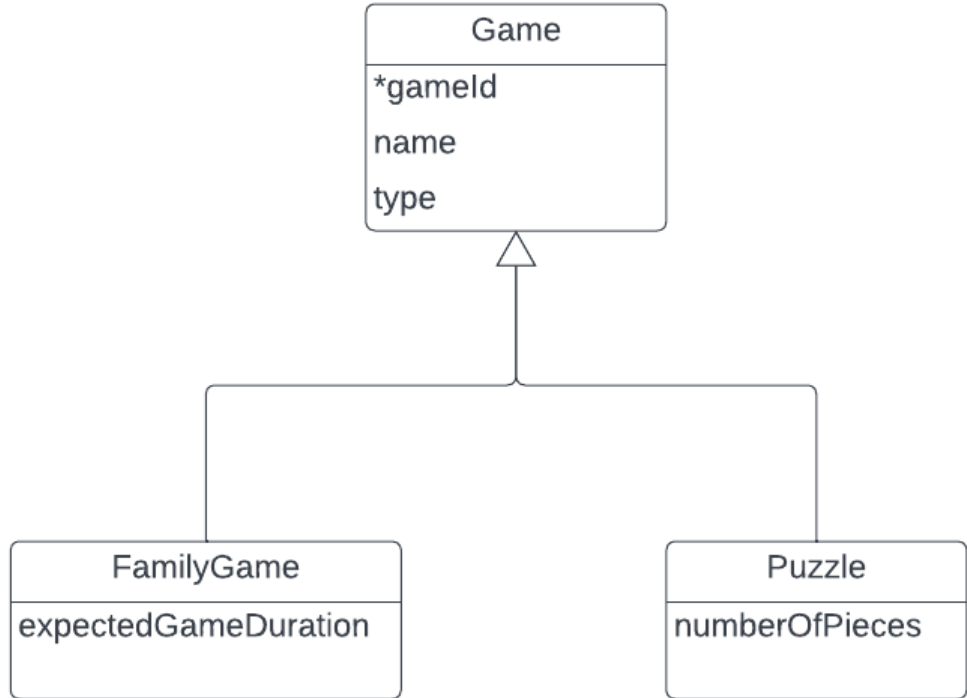 Game
*gameId
name
type
FamilyGame
expectedGameDuration
Puzzle
numberOfPieces